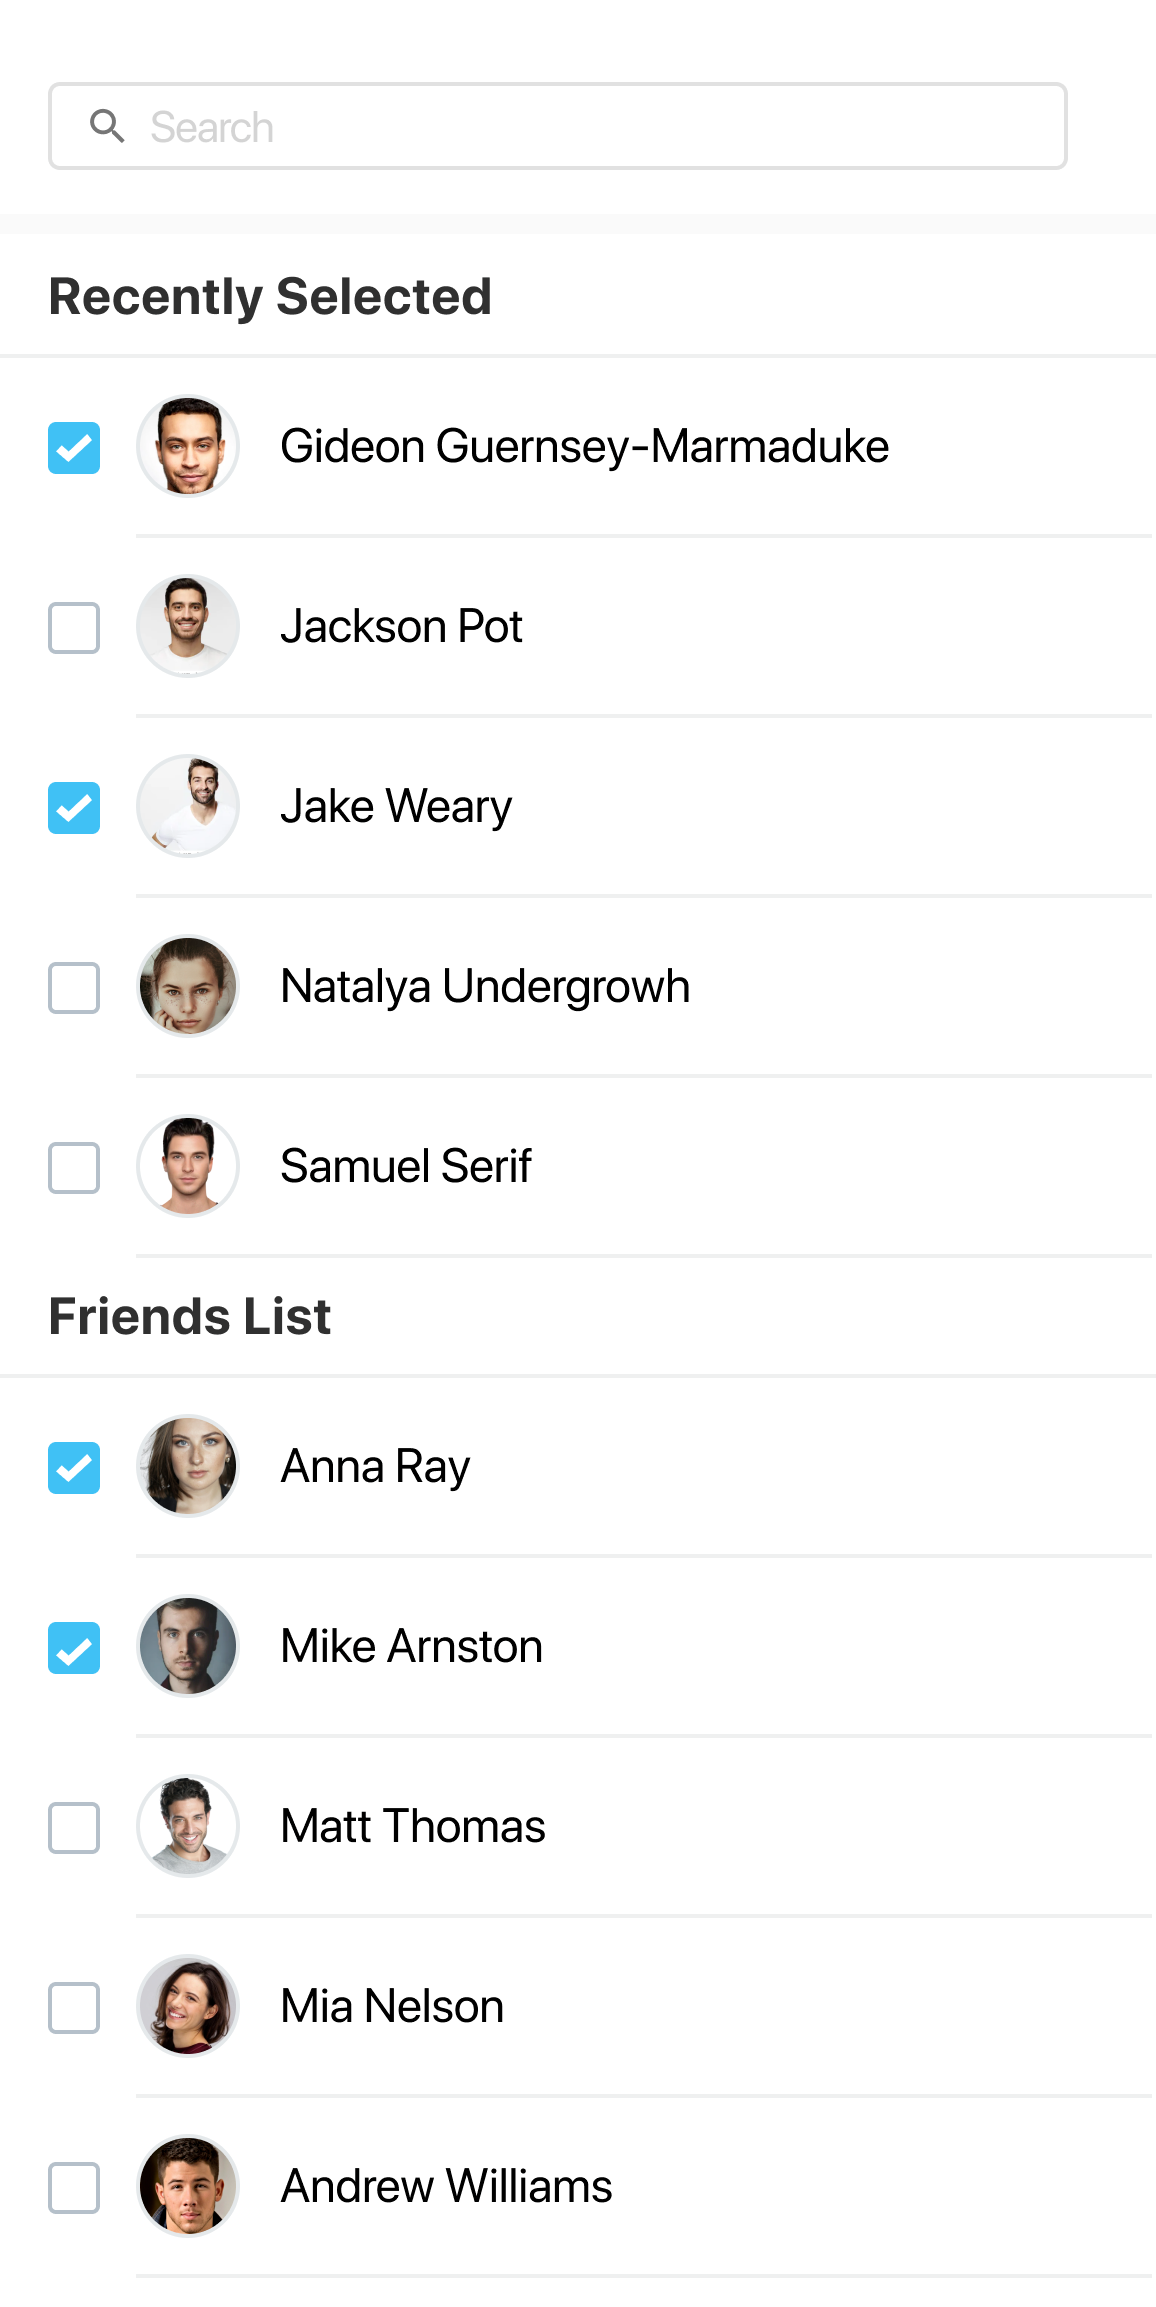 Search
Recently Selected
Gideon Guernsey-Marmaduke
Jackson Pot
Jake Weary
Natalya Undergrowh
Samuel Serif
Friends List
Anna Ray
Mike Arnston
Matt Thomas
Mia Nelson
Andrew Williams